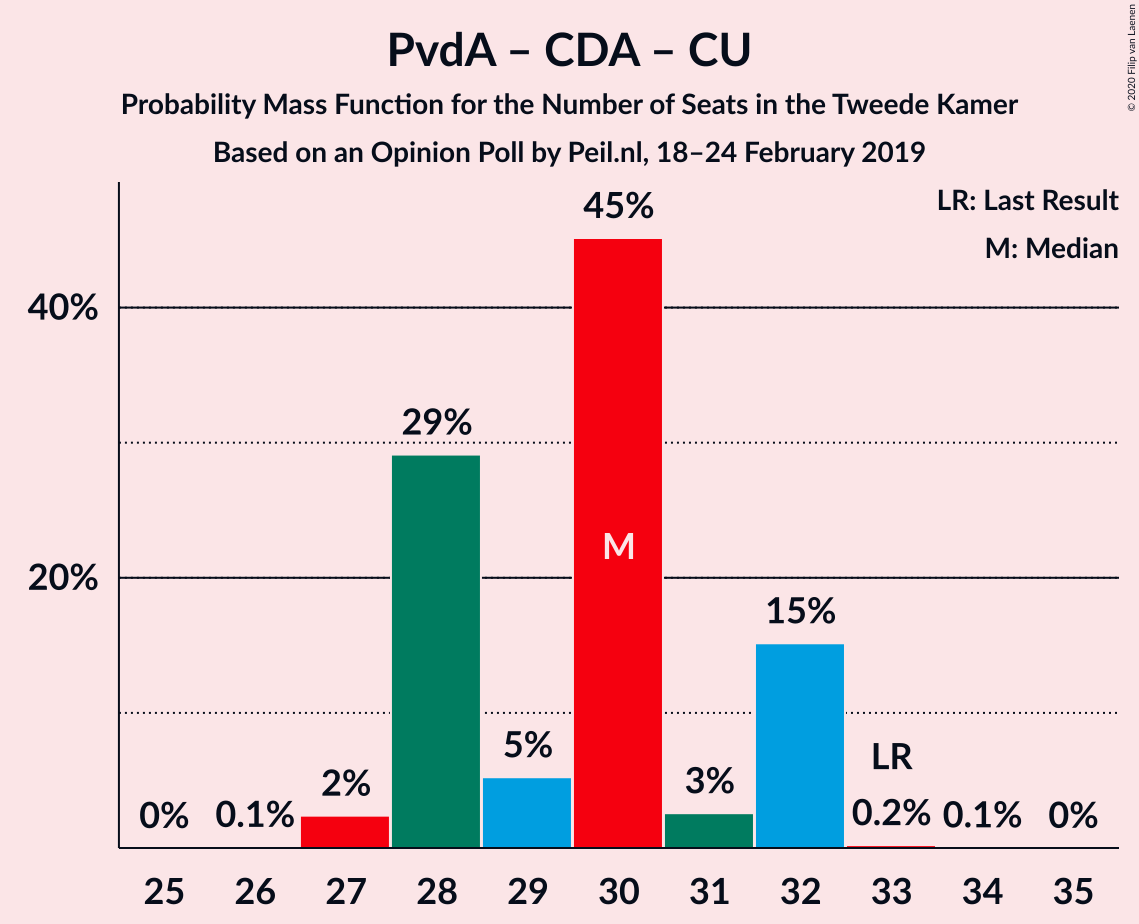 PvdA – CDA – CU
Probability Mass Function for the Number of Seats in the Tweede Kamer
Based on an Opinion Poll by Peil.nl, 18–24 February 2019
© 2020 Filip van Laenen
LR: Last Result
M: Median
40%
20%
0%
0.1%
2%
29%
5%
45%
M
3%
15%
LR
0.2%
0.1%
0%
25 26 27 28 29 30 31 32 33 34 35